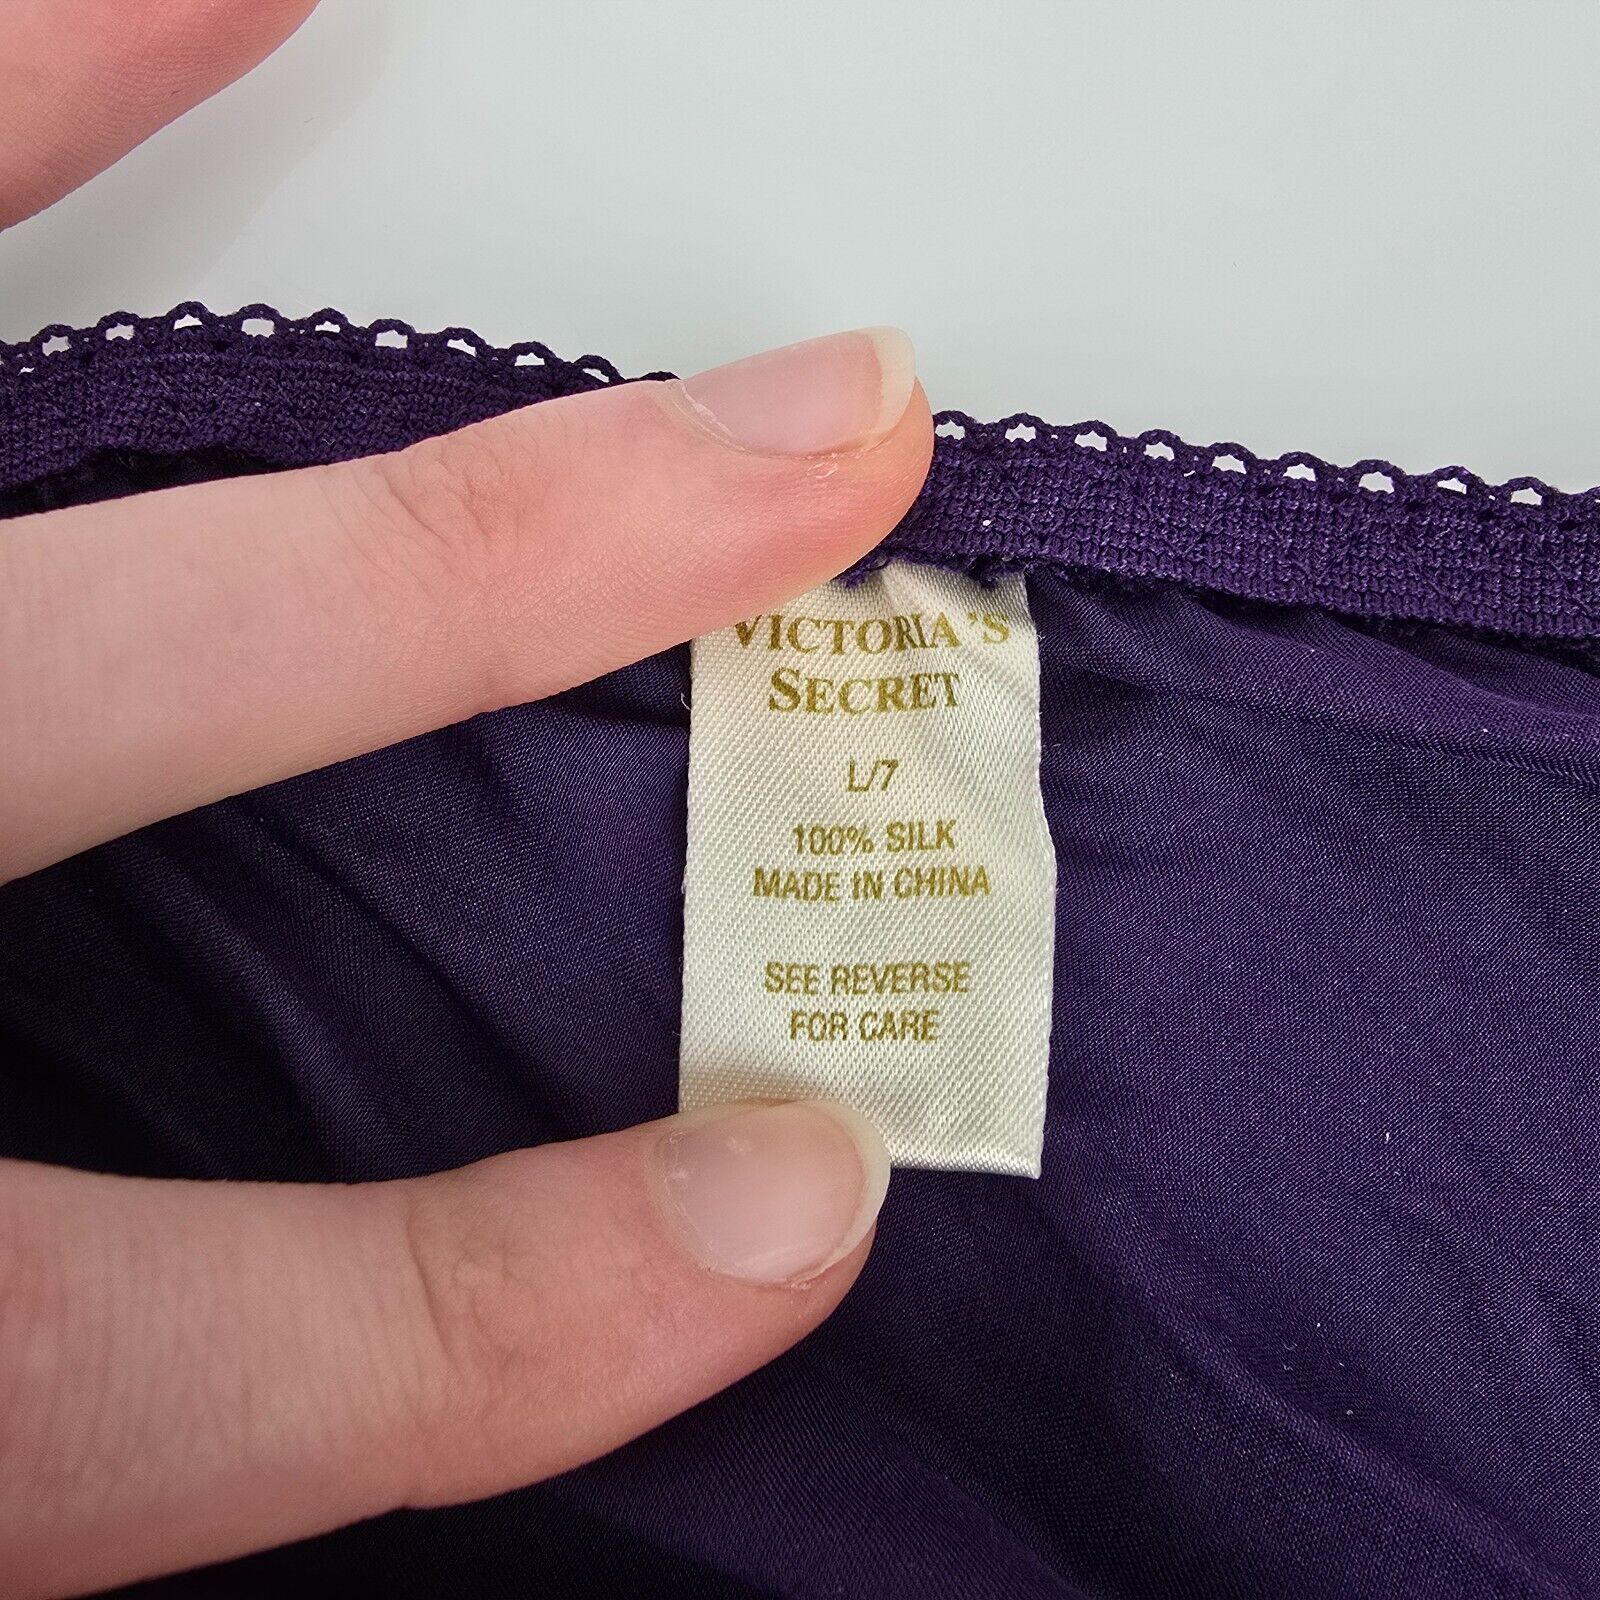 VICTORIA'S
SECRET
L/7
100% SILK
MADE IN CHINA
SEE REVERSE
FOR CARE